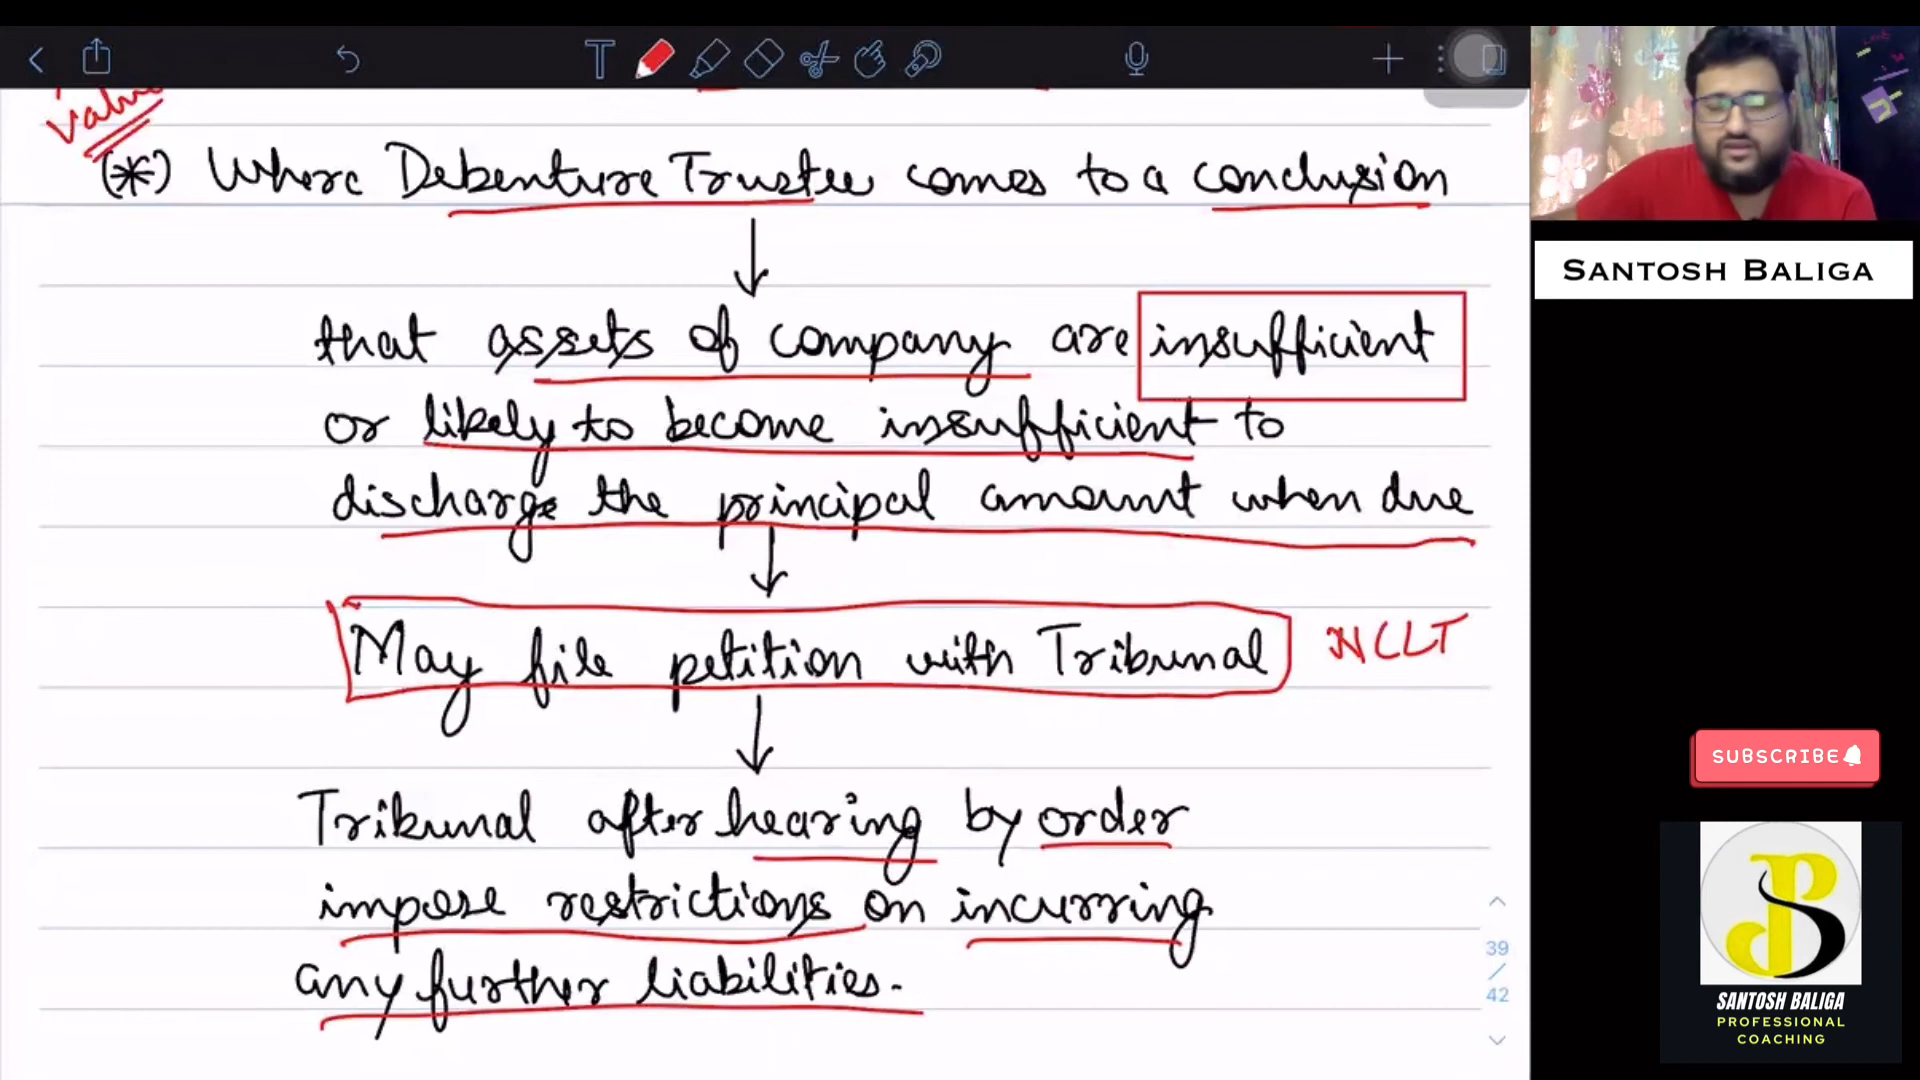 Value
(*) Where Debenture Trustee comes to a conclusion
that assets of company are insufficient
or likely to become insufficient to
discharge the principal amount when due
May file petition with Tribunal NCLT
Tribunal after hearing by order
impose restrictions on incurring
any further liabilities.
39
/
42
SANTOSH BALIGA
SUBSCRIBE
SANTOSH BALIGA
PROFESSIONAL
COACHING